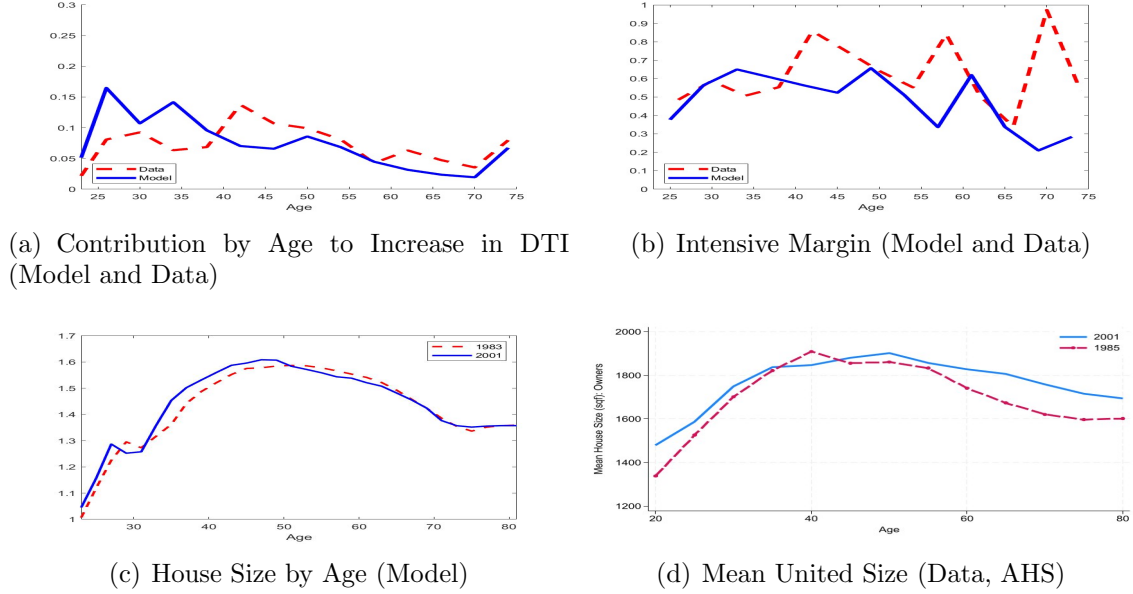 0.3
0.25
0.2
0.15
0.1
0.05
0
Data
Model
25 30 35 40 45 50 55 60 65 70 75
Age
(a) Contribution by Age to Increase in DTI
(Model and Data)
1
0.9
0.8
0.7
0.6
0.5
0.4
0.3
0.2
0.1
0
Data
Model
25 30 35 40 45 50 55 60 65 70 75
Age
(b) Intensive Margin (Model and Data)
1.7
1.6
1.5
1.4
1.3
1.2
1.1
1
1983
2001
30 40 50 60 70 80
Age
(c) House Size by Age (Model)
Mean House Size (sqf): Owners
2000
1800
1600
1400
1200
2001
1985
20 40 60 80
Age
(d) Mean United Size (Data, AHS)